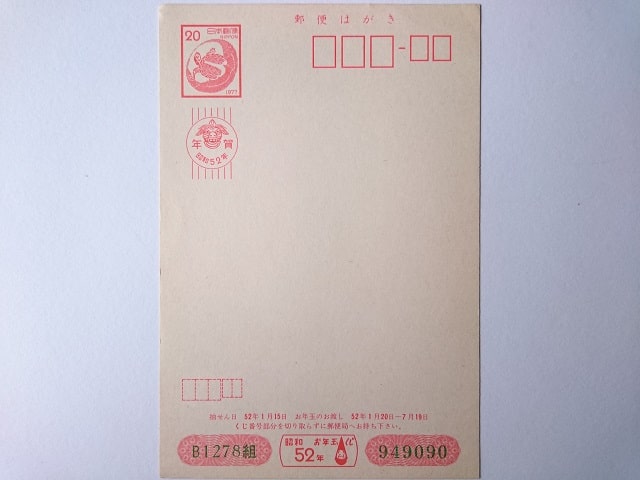 郵便はがき
20 日本郵便
NIPPON
1977
年賀
昭和52年
抽せん日 52年1月15日 お年玉のお渡し 52年1月20日-7月19日
くじ番号部分を切り取らずに郵便局へお持ち下さい。
B1278組
昭和 お年玉くじ
52年
949090